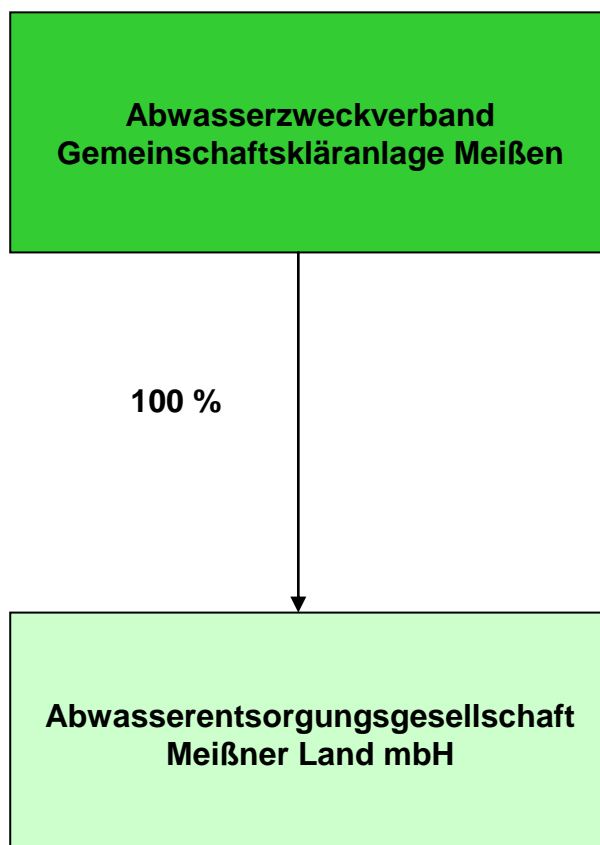 Abwasserzweckverband
Gemeinschaftskläranlage Meißen
100 %
Abwasserentsorgungsgesellschaft
Meißner Land mbH